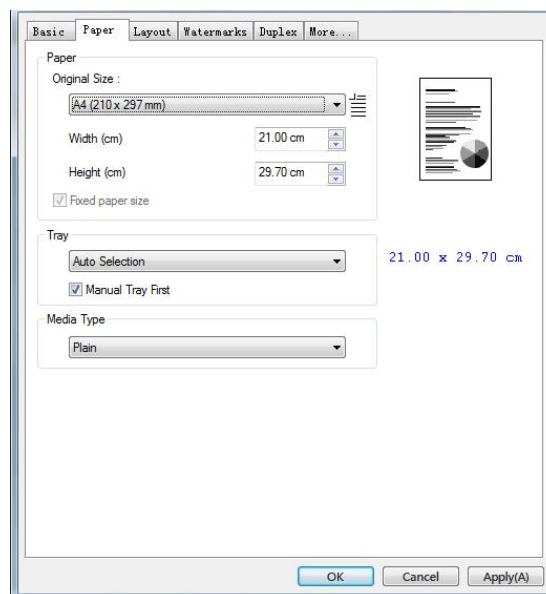 Basic Paper Layout Watermarks Duplex More...
Paper
Original Size :
A4 (210 x 297 mm)
Width (cm) 21.00 cm
Height (cm) 29.70 cm
Fixed paper size
Tray
Auto Selection
21.00 x 29.70 cm
Manual Tray First
Media Type
Plain
OK Cancel Apply(A)